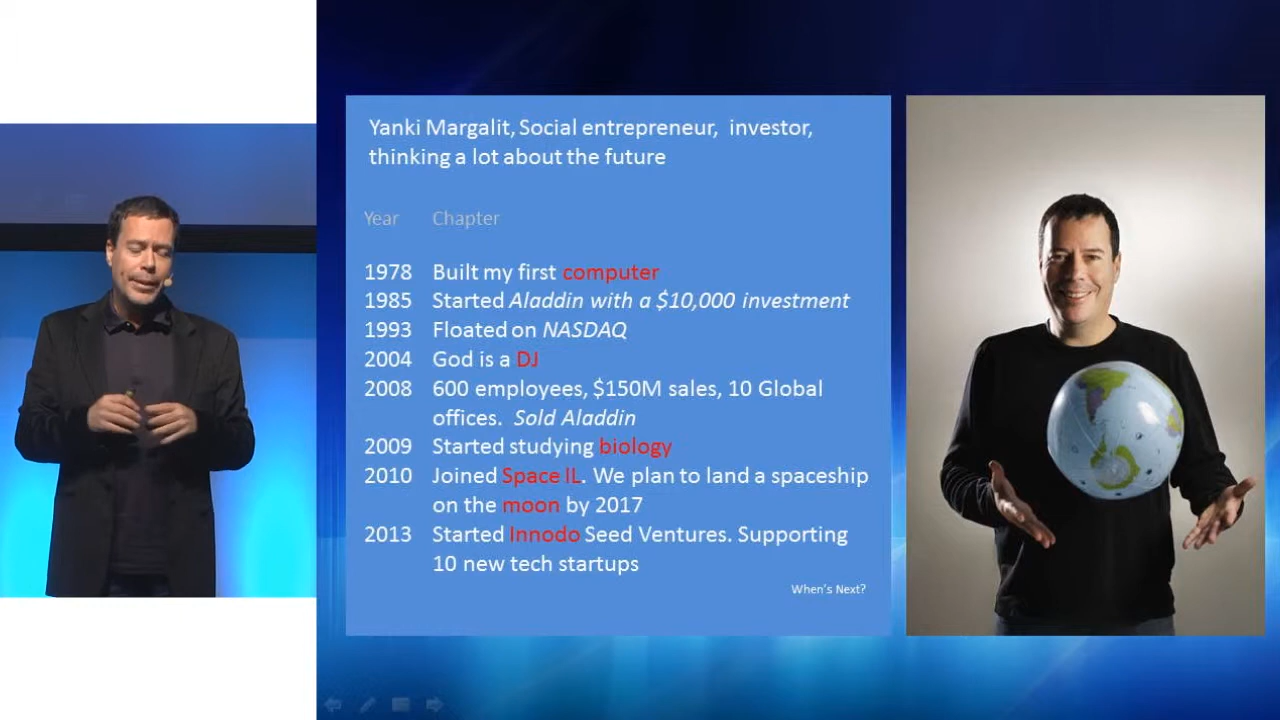 Yanki Margalit, Social entrepreneur, investor,
thinking a lot about the future
Year Chapter
1978 Built my first computer
1985 Started Aladdin with a $10,000 investment
1993 Floated on NASDAQ
2004 God is a DJ
2008 600 employees, $150M sales, 10 Global
offices. Sold Aladdin
2009 Started studying biology
2010 Joined Space IL. We plan to land a spaceship
on the moon by 2017
2013 Started Innodo Seed Ventures. Supporting
10 new tech startups
When's Next?